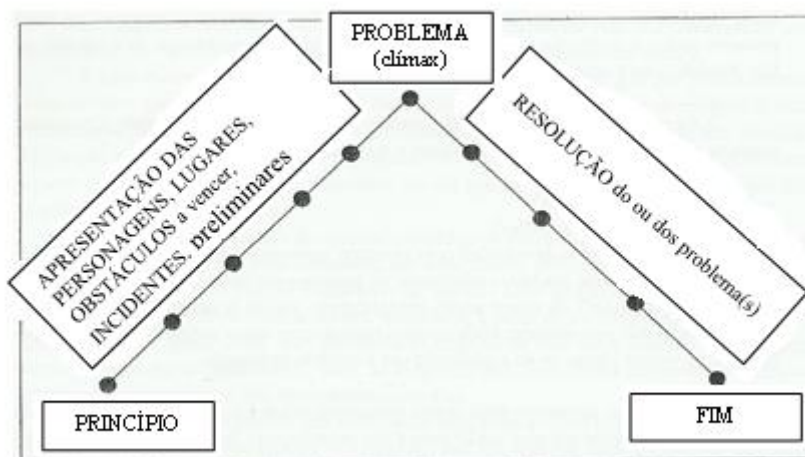 PROBLEMA
(clímax)
APRESENTAÇÃO DAS
PERSONAGENS, LUGARES,
OBSTÁCULOS a vencer,
INCIDENTES. preliminares
RESOLUÇÃO do ou dos problema(s)
PRINCÍPIO
FIM